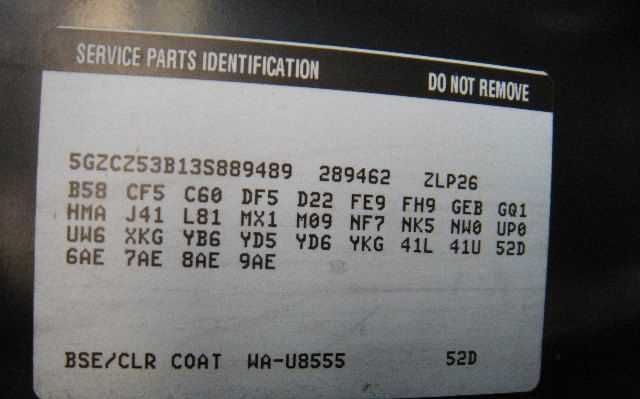 SERVICE PARTS IDENTIFICATION DO NOT REMOVE
5GZCZ53B13S889489 289462 ZLP26
B58 CF5 C60 DF5 D22 FE9 FH9 GEB GQ1
HMA J41 L81 MX1 M09 NF7 NK5 NW0 UP0
UW6 XKG YB6 YD5 YD6 YKG 41L 41U 52D
6AE 7AE 8AE 9AE
BSE/CLR COAT WA-U8555 52D